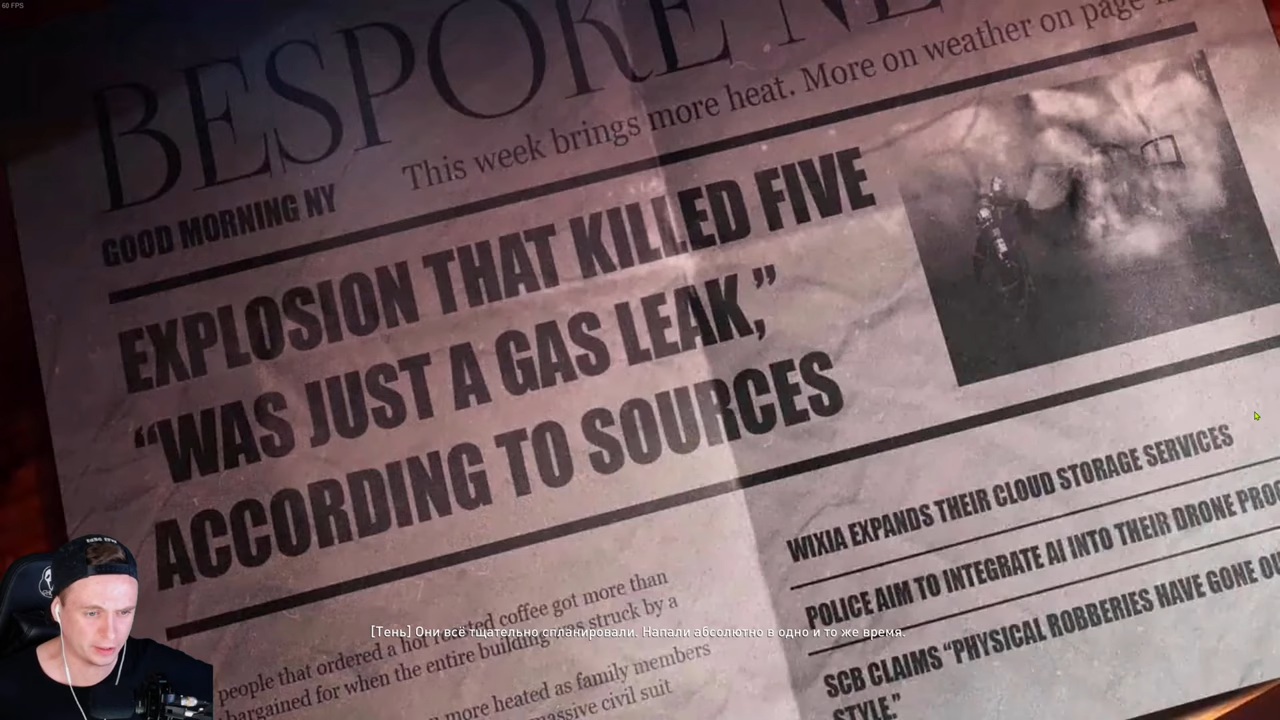 60 FPS
BESPOKE
This week brings more heat. More on weather on page
GOOD MORNING NY
EXPLOSION THAT KILLED FIVE
“WAS JUST A GAS LEAK,”
ACCORDING TO SOURCES
WIXIA EXPANDS THEIR CLOUD STORAGE SERVICES
POLICE AIM TO INTEGRATE AI INTO THEIR DRONE
SCB CLAIMS “PHYSICAL ROBBERIES HAVE GONE
STYLE.”
people that ordered a hot coffee got more than
bargained for when the entire building was struck by a
more heated as family members
massive civil suit
[Тень] Они всё тщательно спланировали. Напали абсолютно в одно и то же время.